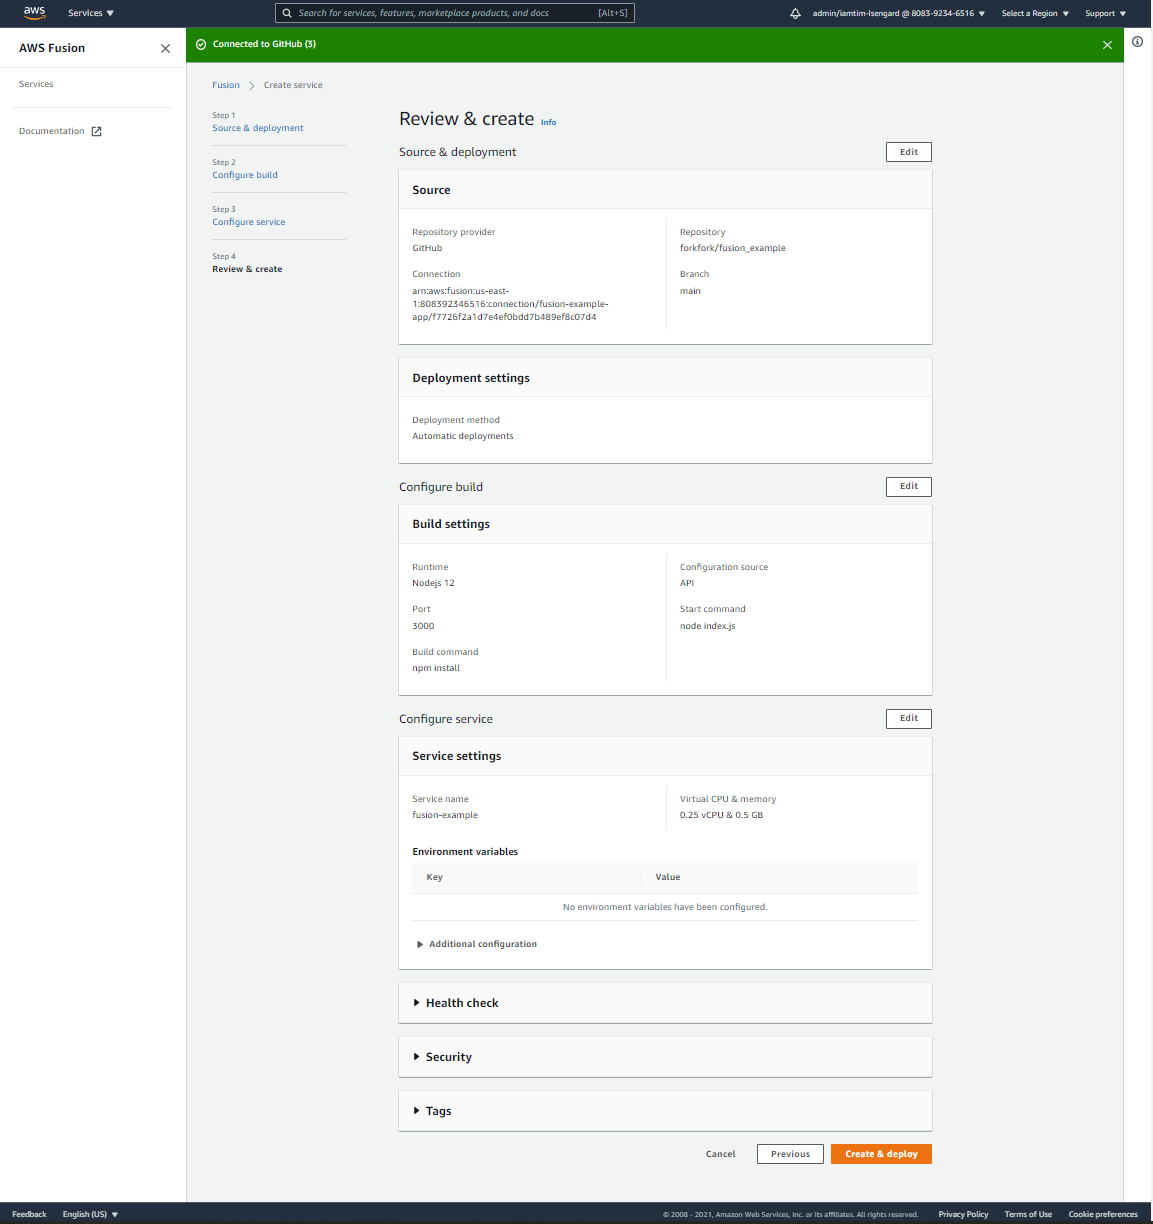 aws
Services ▼
Search for services, features, marketplace products, and docs [Alt+S]
admin/iamtim-Isengard @ 8083-9234-6516 ▼
Select a Region ▼
Support ▼
AWS Fusion
Services
Documentation
Connected to GitHub (3)
Fusion > Create service
Step 1
Source & deployment
Step 2
Configure build
Step 3
Configure service
Step 4
Review & create
Review & create Info
Source & deployment
Edit
Source
Repository provider
GitHub
Connection
arn:aws:fusion:us-east-
1:808392346516:connection/fusion-example-
app/f7726f2a1d7e4ef0bdd7b489ef8c07d4
Repository
forkfork/fusion_example
Branch
main
Deployment settings
Deployment method
Automatic deployments
Configure build
Edit
Build settings
Runtime
Nodejs 12
Port
3000
Build command
npm install
Configuration source
API
Start command
node index.js
Configure service
Edit
Service settings
Service name
fusion-example
Virtual CPU & memory
0.25 vCPU & 0.5 GB
Environment variables
Key Value
No environment variables have been configured.
Additional configuration
Health check
Security
Tags
Cancel
Previous
Create & deploy
Feedback
English (US) ▼
© 2008 - 2021, Amazon Web Services, Inc. or its affiliates. All rights reserved.
Privacy Policy
Terms of Use
Cookie preferences